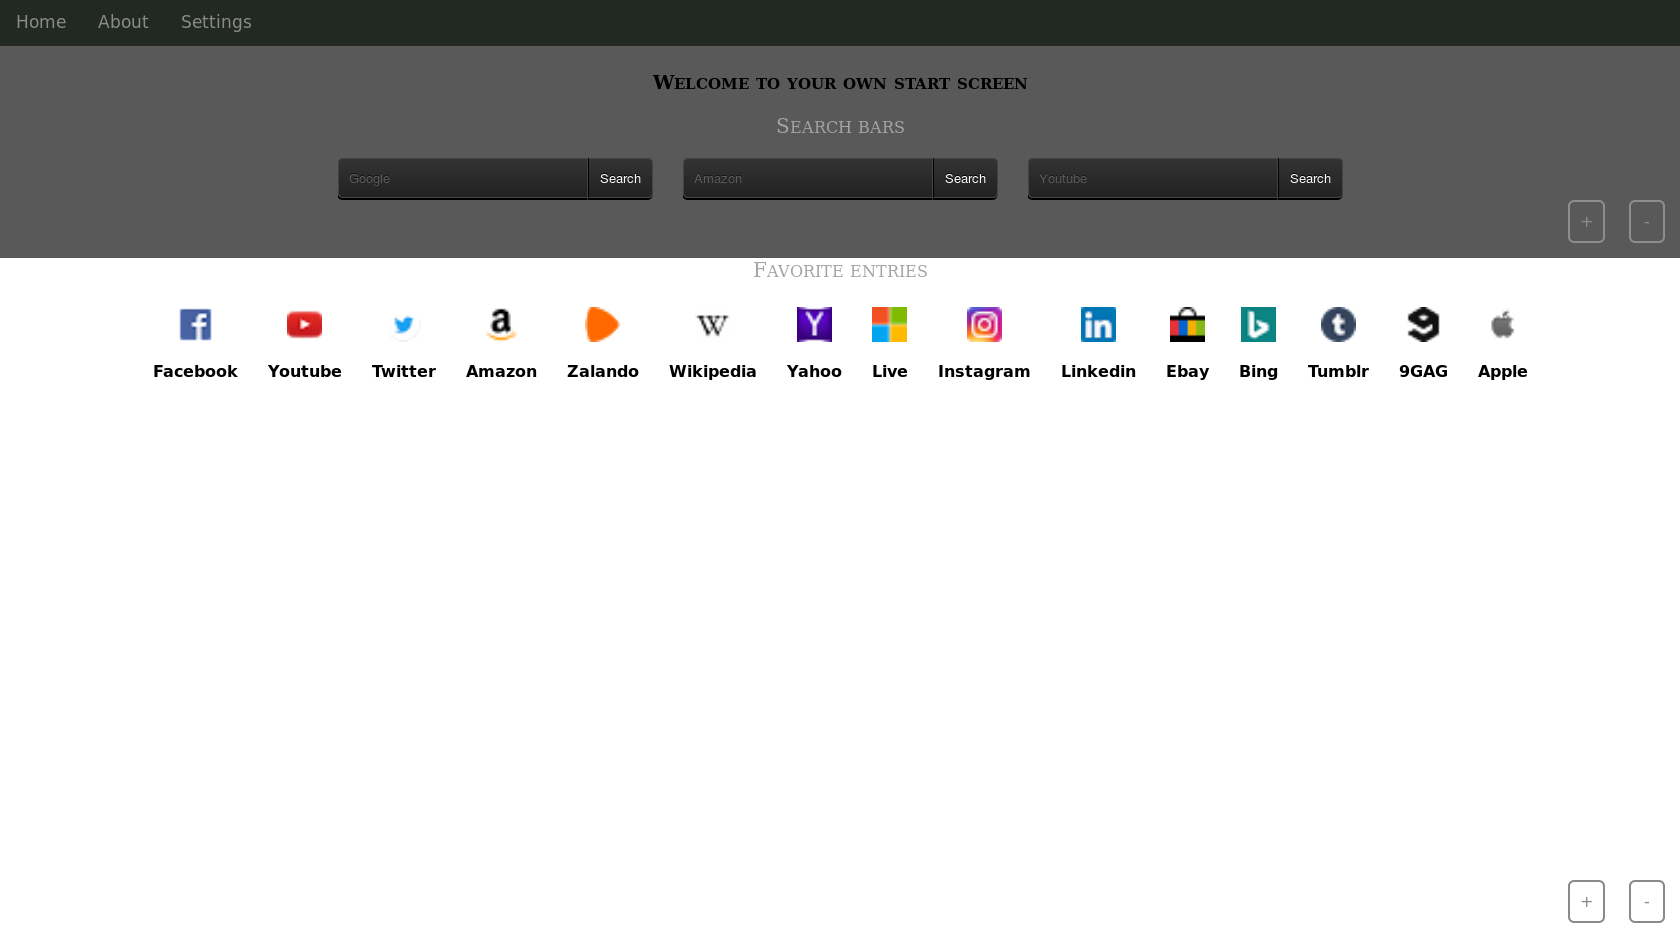 Home About Settings
Welcome to your own start screen
Search bars
Google Search Amazon Search Youtube Search
+ -
Favorite entries
Facebook Youtube Twitter Amazon Zalando Wikipedia Yahoo Live Instagram Linkedin Ebay Bing Tumblr 9GAG Apple
+ -